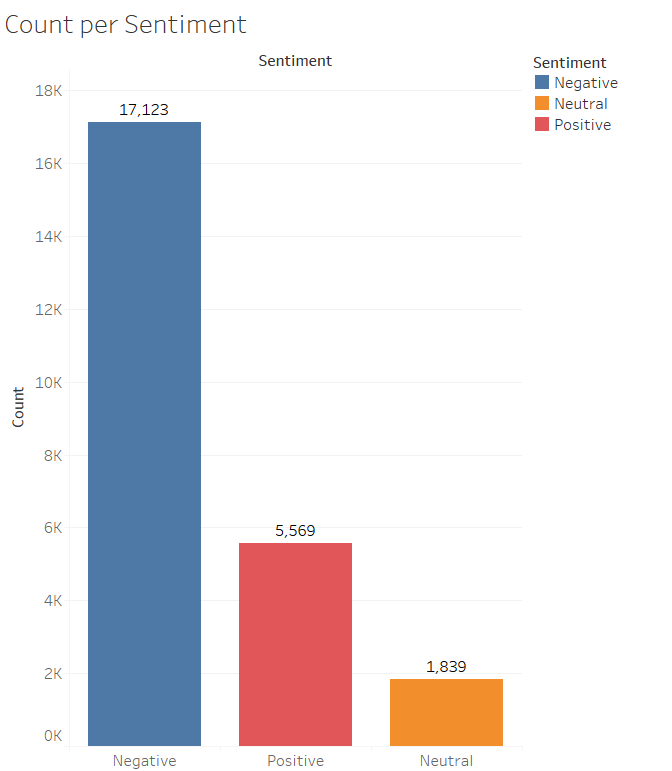 Count per Sentiment
Sentiment
Sentiment
Negative
Neutral
Positive
18K
16K
14K
12K
10K
8K
6K
4K
2K
0K
Count
17,123
5,569
1,839
Negative
Positive
Neutral